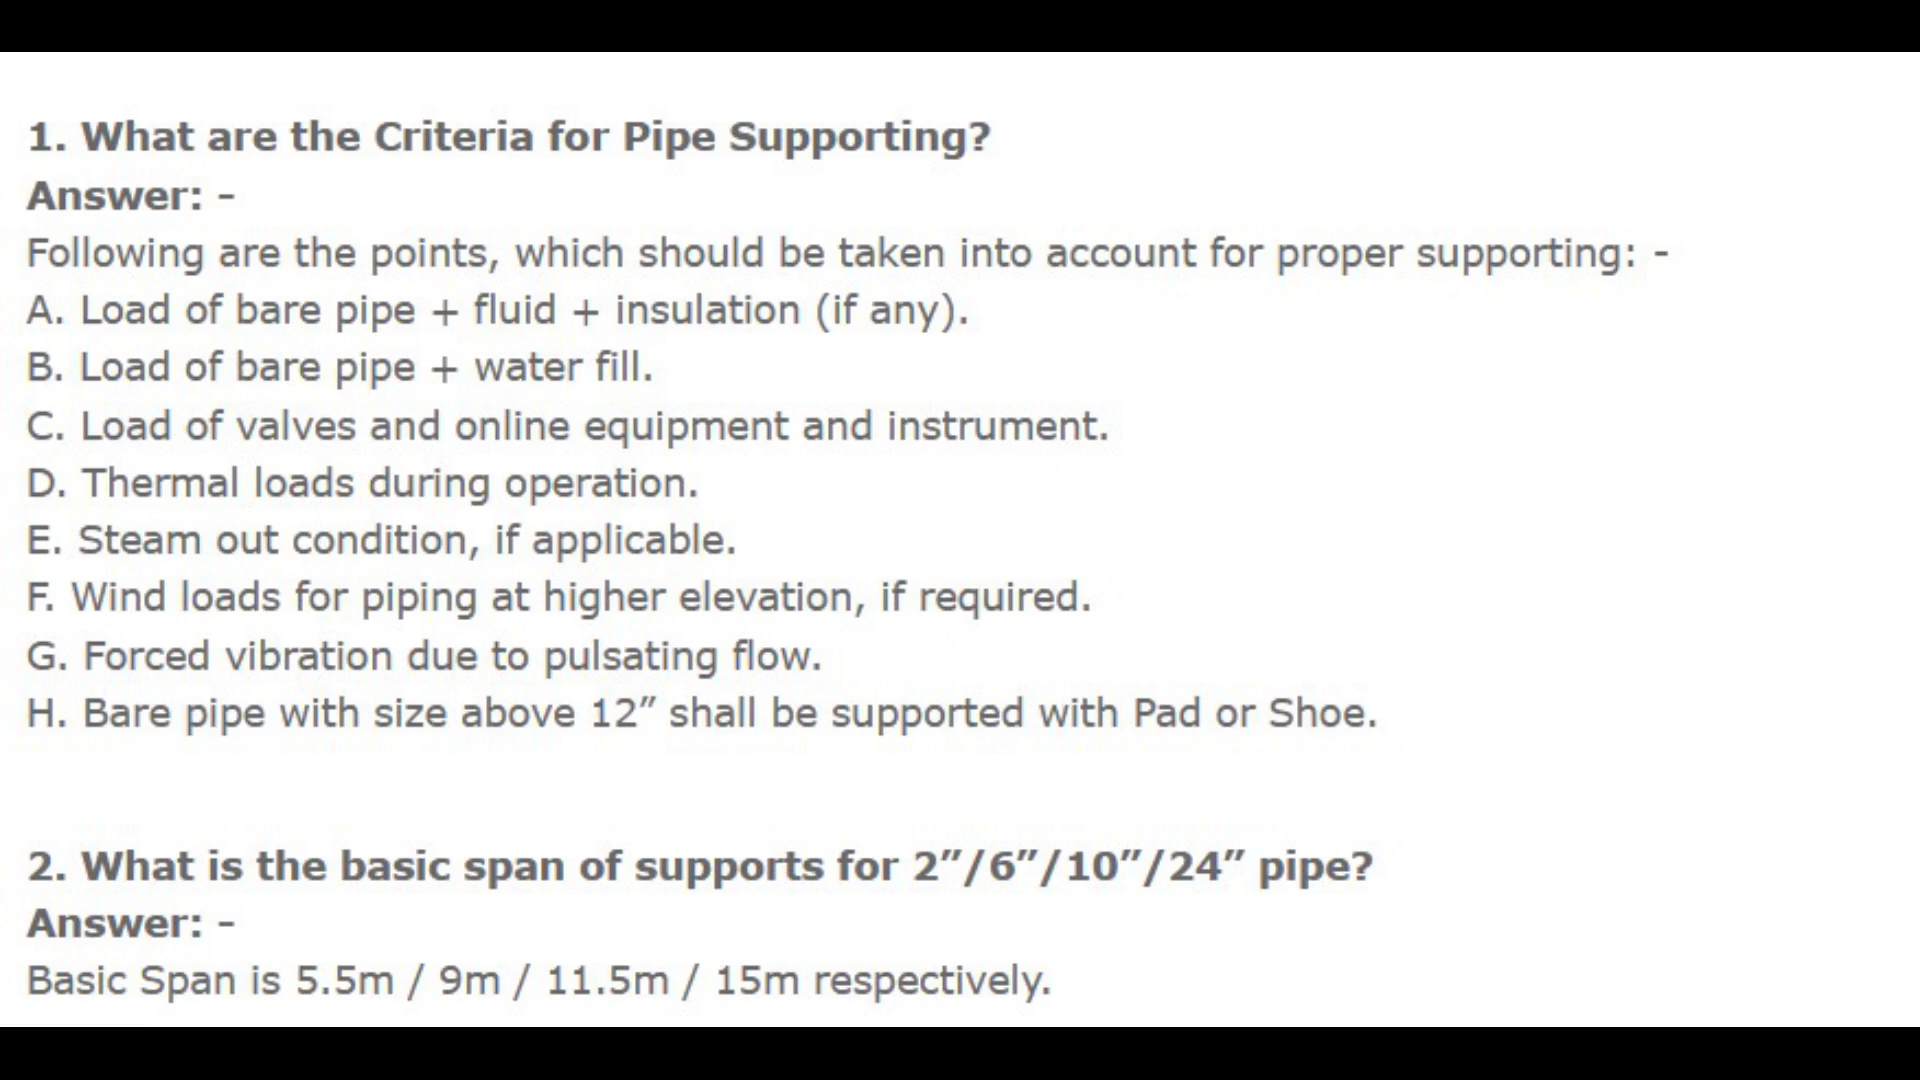 1. What are the Criteria for Pipe Supporting?
Answer: -
Following are the points, which should be taken into account for proper supporting: -
A. Load of bare pipe + fluid + insulation (if any).
B. Load of bare pipe + water fill.
C. Load of valves and online equipment and instrument.
D. Thermal loads during operation.
E. Steam out condition, if applicable.
F. Wind loads for piping at higher elevation, if required.
G. Forced vibration due to pulsating flow.
H. Bare pipe with size above 12” shall be supported with Pad or Shoe.
2. What is the basic span of supports for 2”/6”/10”/24” pipe?
Answer: -
Basic Span is 5.5m / 9m / 11.5m / 15m respectively.